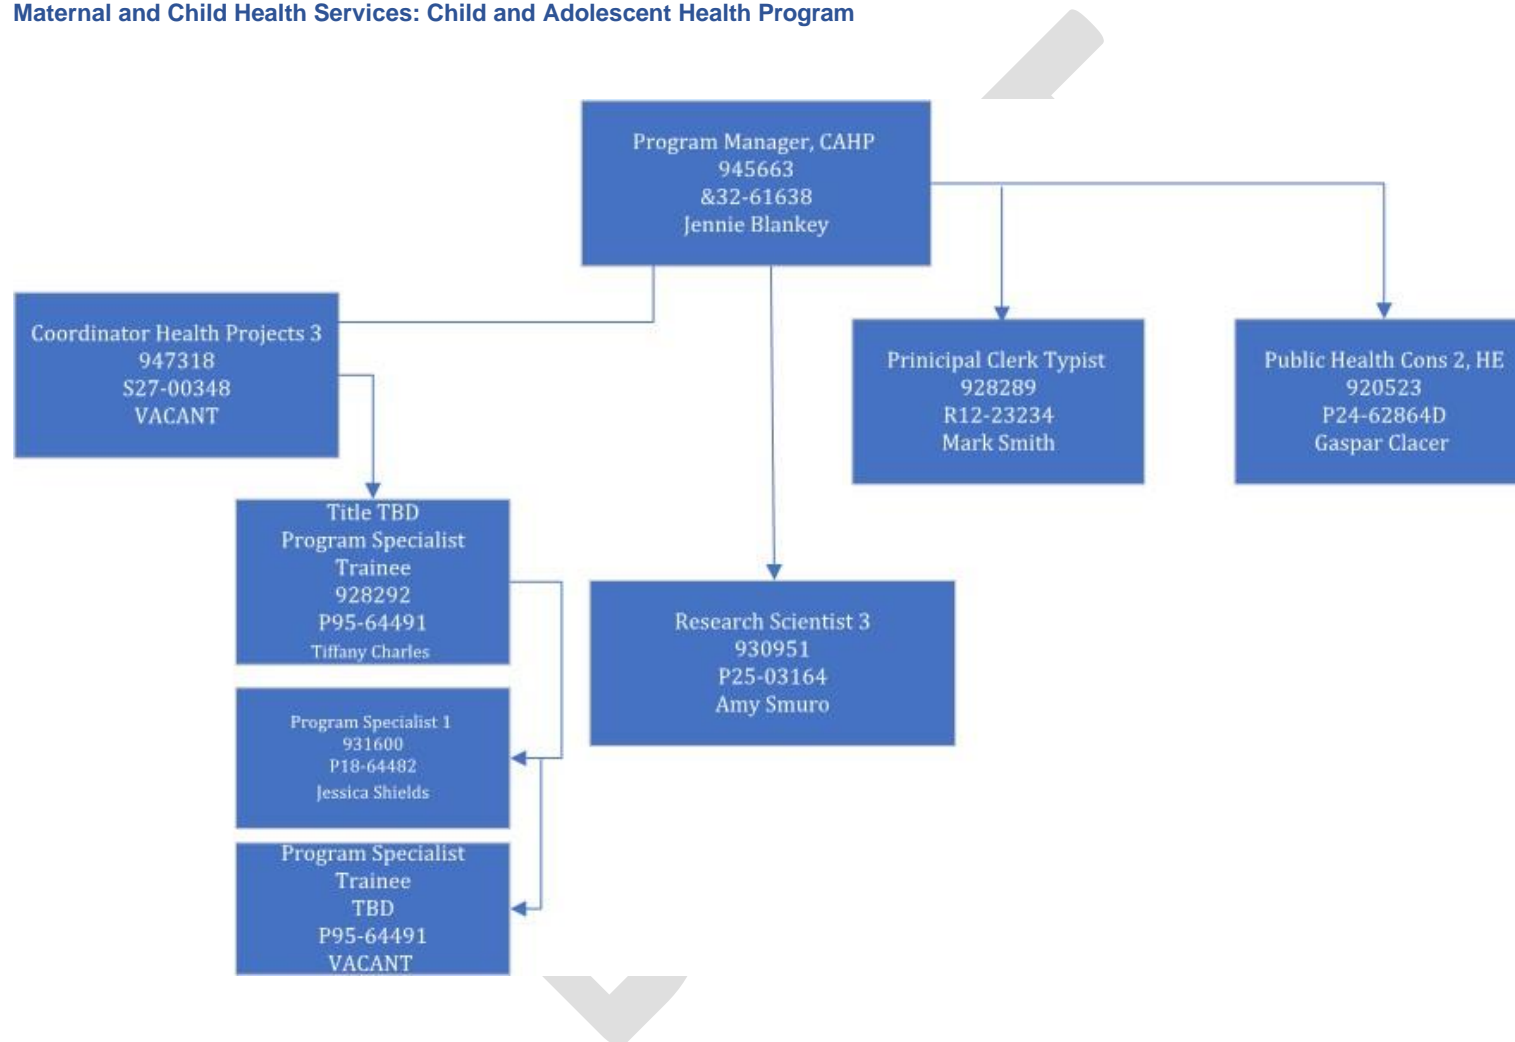 Maternal and Child Health Services: Child and Adolescent Health Program
Program Manager, CAHP
945663
&32-61638
Jennie Blankey
Coordinator Health Projects 3
947318
S27-00348
VACANT
Prinicipal Clerk Typist
928289
R12-23234
Mark Smith
Public Health Cons 2, HE
920523
P24-62864D
Gaspar Clacer
Title TBD
Program Specialist
Trainee
928292
P95-64491
Tiffany Charles
Research Scientist 3
930951
P25-03164
Amy Smuro
Program Specialist 1
931600
P18-64482
Jessica Shields
Program Specialist
Trainee
TBD
P95-64491
VACANT